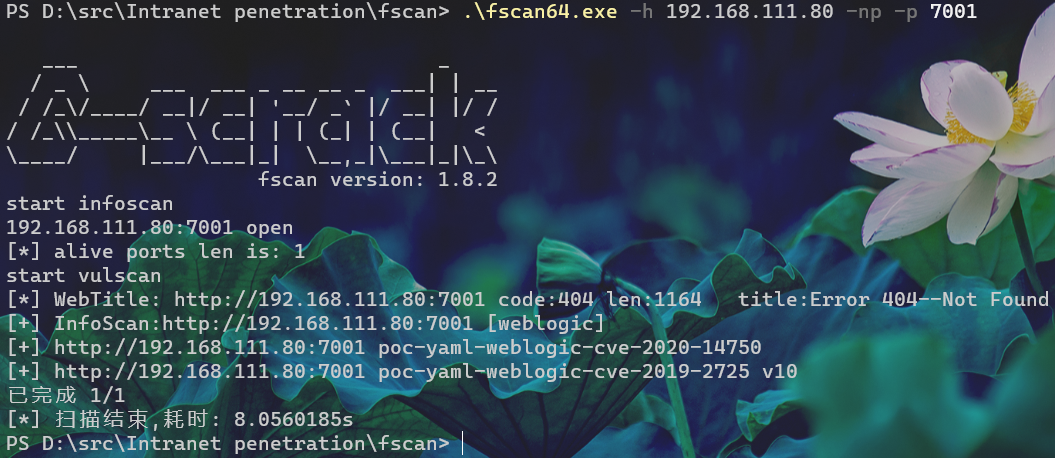 PS D:\src\Intranet penetration\fscan> .\fscan64.exe -h 192.168.111.80 -np -p 7001
   ___                              _
  / _ \     ___  ___ _ __ __ _  ___| | __
 / /_\/____/ __|/ __| '__/ _` |/ __| |/ /
/ /_\\_____\__ \ (__| | | (_| | (__|   <
\____/     |___/\___|_|  \__,_|\___|_|\_\
                     fscan version: 1.8.2
start infoscan
192.168.111.80:7001 open
[*] alive ports len is: 1
start vulscan
[*] WebTitle: http://192.168.111.80:7001 code:404 len:1164   title:Error 404--Not Found
[+] InfoScan:http://192.168.111.80:7001 [weblogic]
[+] http://192.168.111.80:7001 poc-yaml-weblogic-cve-2020-14750
[+] http://192.168.111.80:7001 poc-yaml-weblogic-cve-2019-2725 v10
已完成 1/1
[*] 扫描结束,耗时: 8.0560185s
PS D:\src\Intranet penetration\fscan>